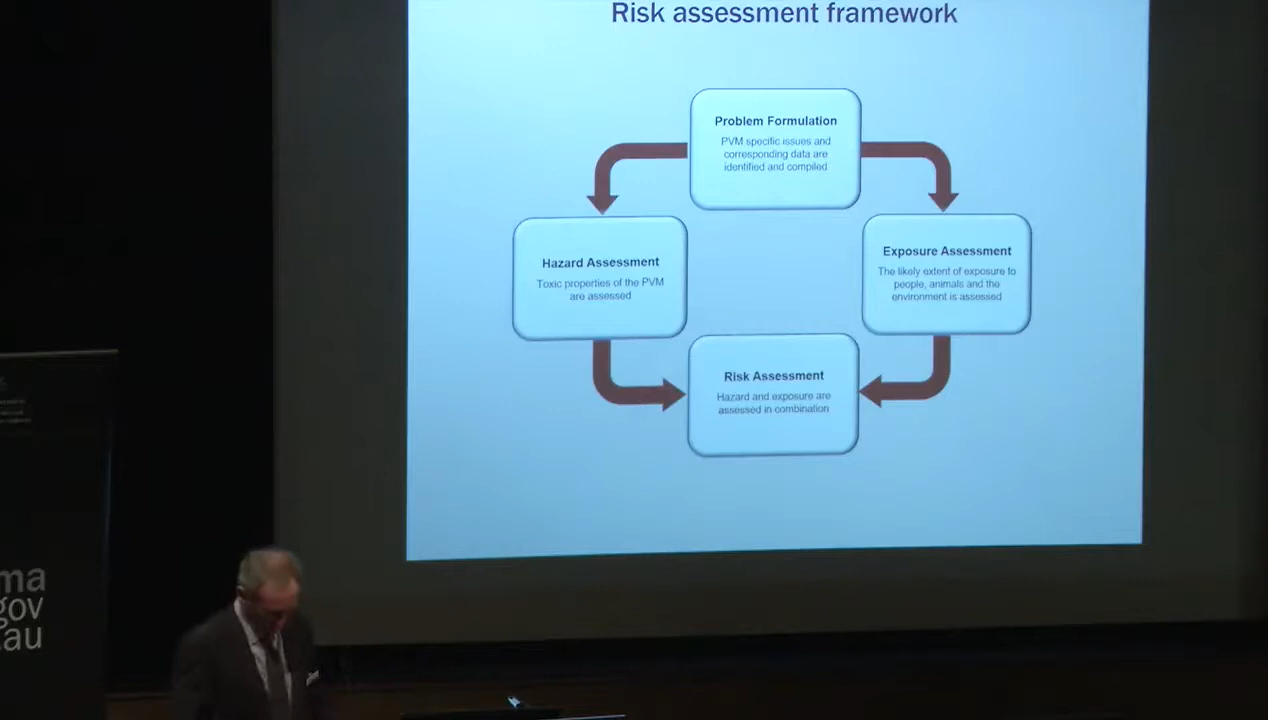 Risk assessment framework
Problem Formulation
PVM specific issues and
corresponding data are
identified and compiled
Hazard Assessment
Toxic properties of the PVM
are assessed
Exposure Assessment
The likely extent of exposure to
people, animals and the
environment is assessed
Risk Assessment
Hazard and exposure are
assessed in combination
ma
gov
.au